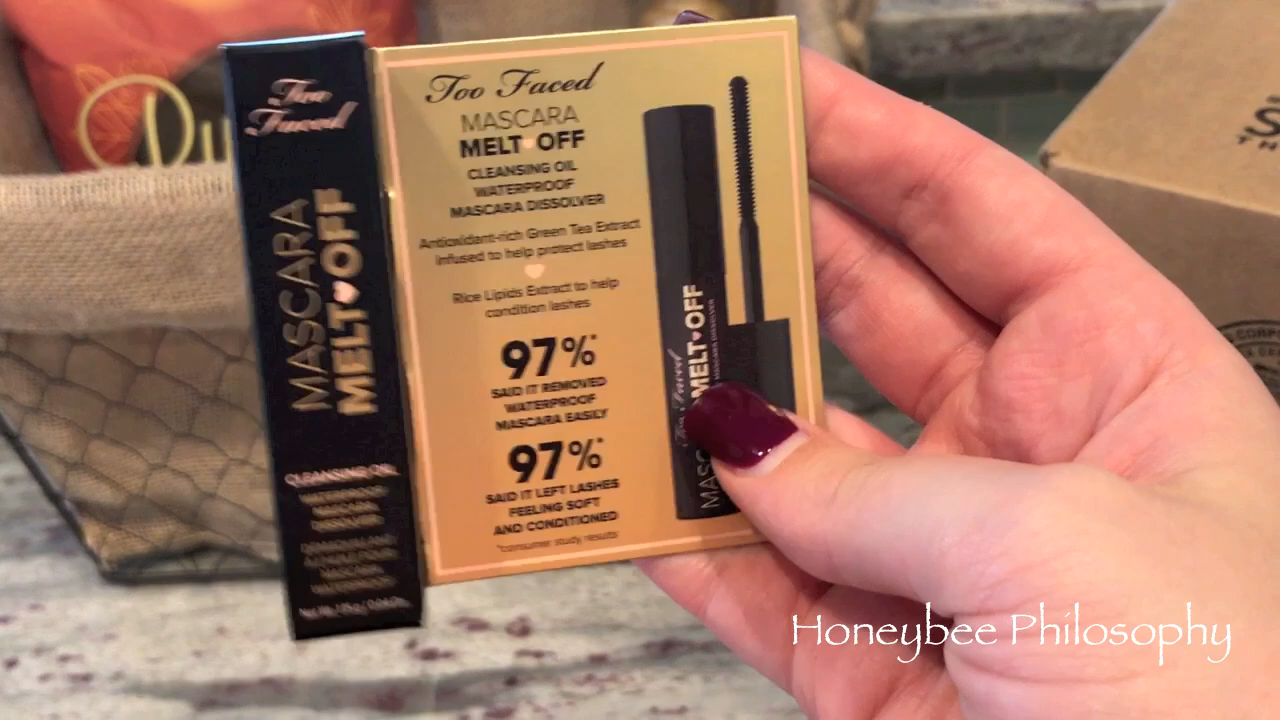 Too Faced
MASCARA
MELT OFF
CLEANSING OIL
WATERPROOF
MASCARA DISSOLVER
Antioxidant-rich Green Tea Extract
Infused to help protect lashes
Rice Lipids Extract to help
condition lashes
97%*
SAID IT REMOVED
WATERPROOF
MASCARA EASILY
97%*
SAID IT LEFT LASHES
FEELING SOFT
AND CONDITIONED
*consumer study results
Too
Faced
MASCARA
MELT OFF
CLEANSING OIL
WATERPROOF
MASCARA
DISSOLVER
Too Faced
MELT OFF
MASCARA DISSOLVER
Honeybee Philosophy